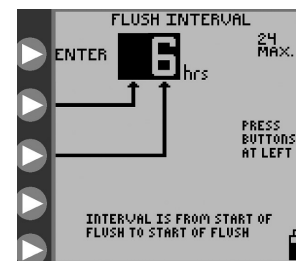 FLUSH INTERVAL
ENTER 6 hrs
24
MAX.
PRESS
BUTTONS
AT LEFT
INTERVAL IS FROM START OF
FLUSH TO START OF FLUSH